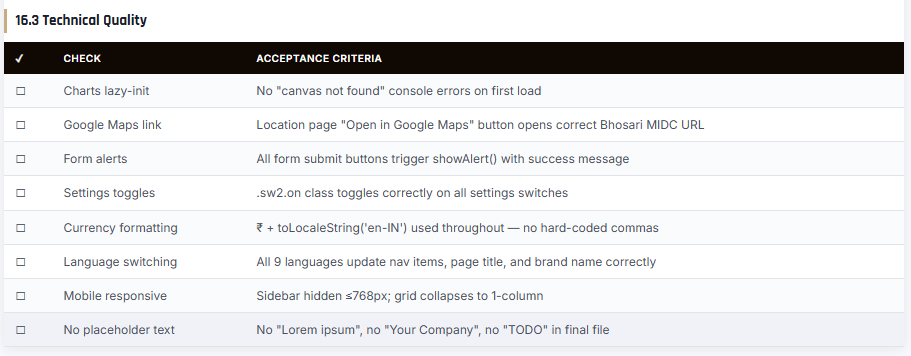 16.3 Technical Quality
✓ CHECK ACCEPTANCE CRITERIA
☐ Charts lazy-init No "canvas not found" console errors on first load
☐ Google Maps link Location page "Open in Google Maps" button opens correct Bhosari MIDC URL
☐ Form alerts All form submit buttons trigger showAlert() with success message
☐ Settings toggles .sw2.on class toggles correctly on all settings switches
☐ Currency formatting ₹ + toLocaleString('en-IN') used throughout — no hard-coded commas
☐ Language switching All 9 languages update nav items, page title, and brand name correctly
☐ Mobile responsive Sidebar hidden ≤768px; grid collapses to 1-column
☐ No placeholder text No "Lorem ipsum", no "Your Company", no "TODO" in final file